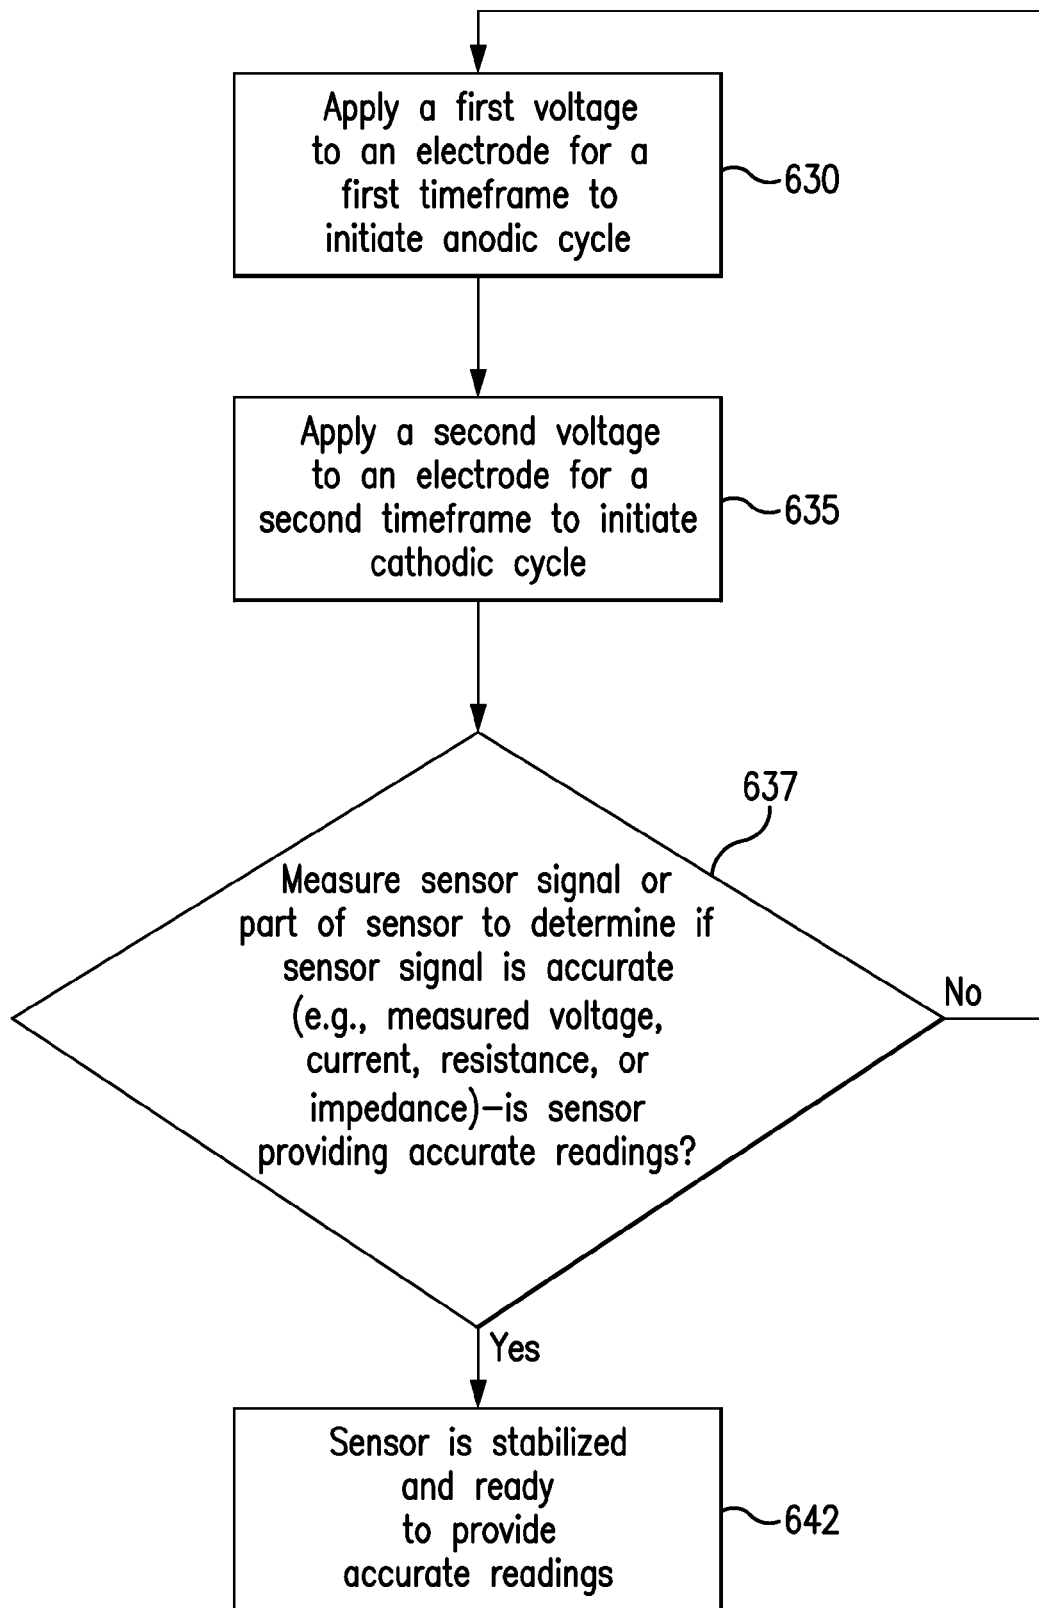 Apply a first voltage
to an electrode for a
first timeframe to
initiate anodic cycle
630
Apply a second voltage
to an electrode for a
second timeframe to initiate
cathodic cycle
635
637
Measure sensor signal or
part of sensor to determine if
sensor signal is accurate
(e.g., measured voltage,
current, resistance, or
impedance)–is sensor
providing accurate readings?
No
Yes
Sensor is stabilized
and ready
to provide
accurate readings
642